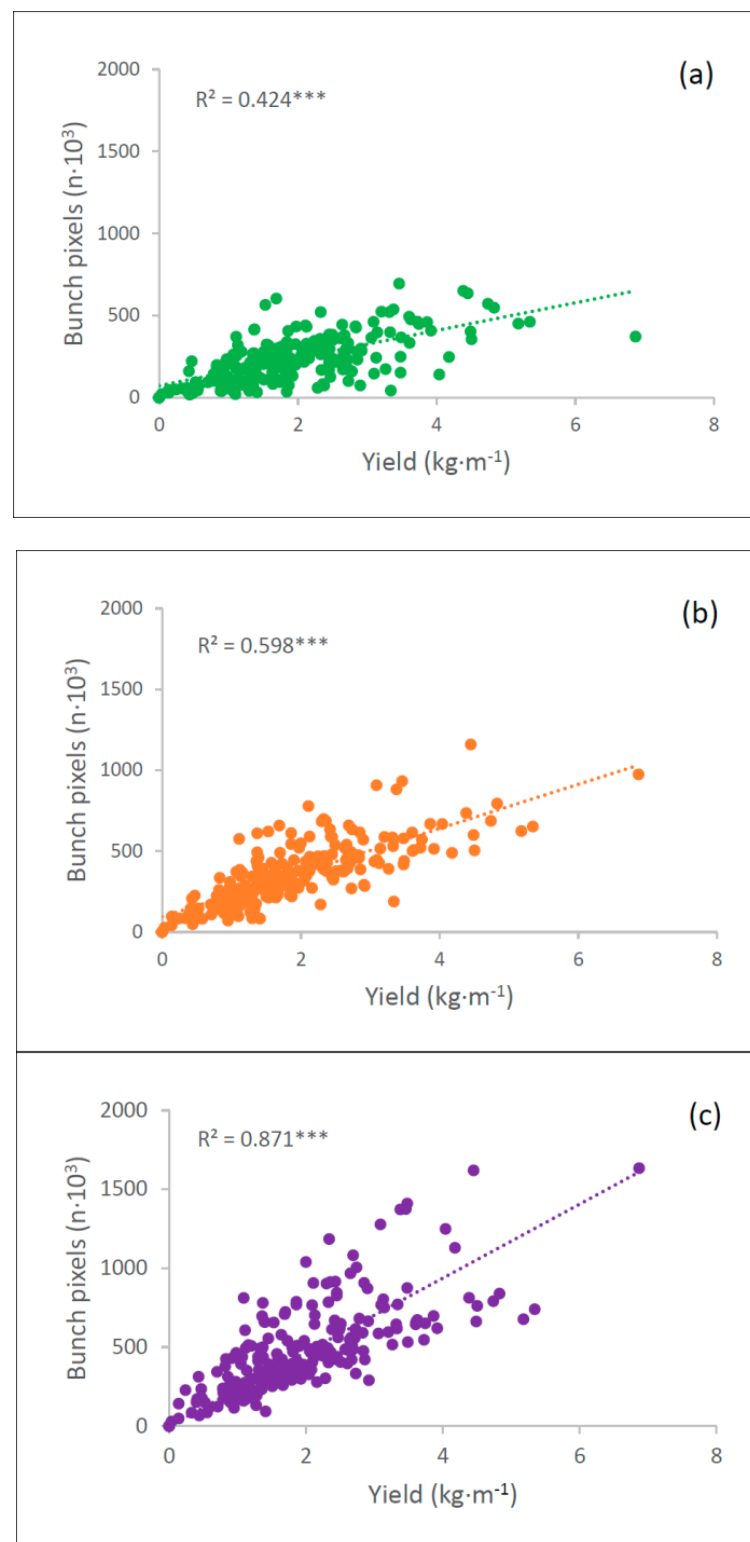 (a)
R² = 0.424***
2000
1500
1000
500
0
Bunch pixels (n·10³)
0 2 4 6 8
Yield (kg·m⁻¹)
(b)
R² = 0.598***
2000
1500
1000
500
0
Bunch pixels (n·10³)
0 2 4 6 8
Yield (kg·m⁻¹)
(c)
R² = 0.871***
2000
1500
1000
500
0
Bunch pixels (n·10³)
0 2 4 6 8
Yield (kg·m⁻¹)